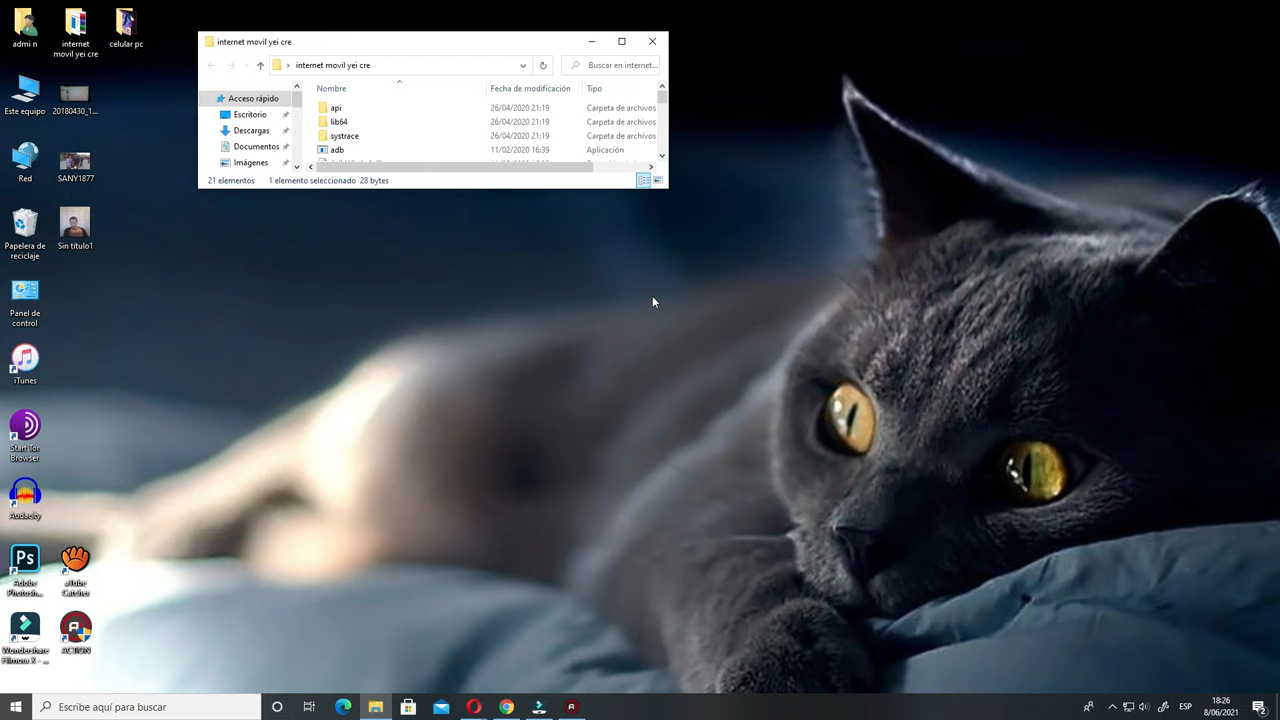 admi n
internet
movil yei cre
celular pc
Este equipo
20180430_1...
Red
SANY1877
Papelera de
reciclaje
Sin título1
Panel de
control
iTunes
Start Tor
Browser
Audacity
Ps
Adobe
Photosh...
aTube
Catcher
Wondershare
Filmora X - ...
ACTION
internet movil yei cre
internet movil yei cre
Buscar en internet...
Nombre
Fecha de modificación
Tipo
Acceso rápido
Escritorio
Descargas
Documentos
Imágenes
api 26/04/2020 21:19 Carpeta de archivos
lib64 26/04/2020 21:19 Carpeta de archivos
systrace 26/04/2020 21:19 Carpeta de archivos
adb 11/02/2020 16:39 Aplicación
21 elementos 1 elemento seleccionado 28 bytes
Escribe aquí para buscar
ESP
18:26
8/06/2021